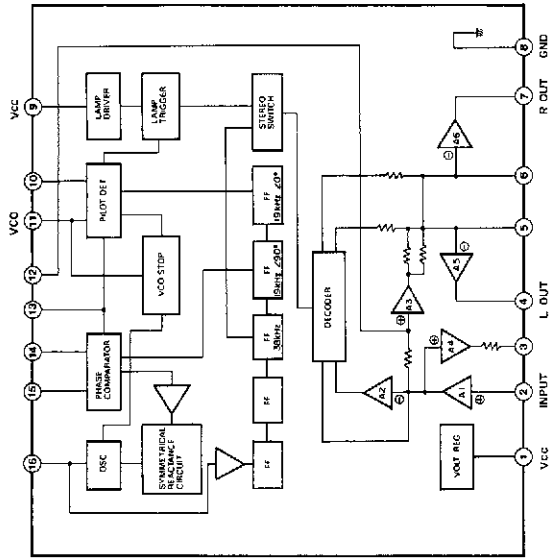 VCO
VCC
16
15
14
13
12
11
10
9
OSC
PHASE
COMPARATOR
PILOT DET
LAMP
DRIVER
LAMP
TRIGGER
SYMMETRICAL
REACTANCE
CIRCUIT
VCO STOP
FF
FF
FF
38kHz
FF
19kHz ∠90°
FF
19kHz ∠0°
STEREO
SWITCH
DECODER
VOLT REG
A1
⊕
A2
⊖
A3
⊕
A4
⊕
A5
⊖
A6
⊖
1
2
3
4
5
6
7
8
VCC
INPUT
L OUT
R OUT
GND